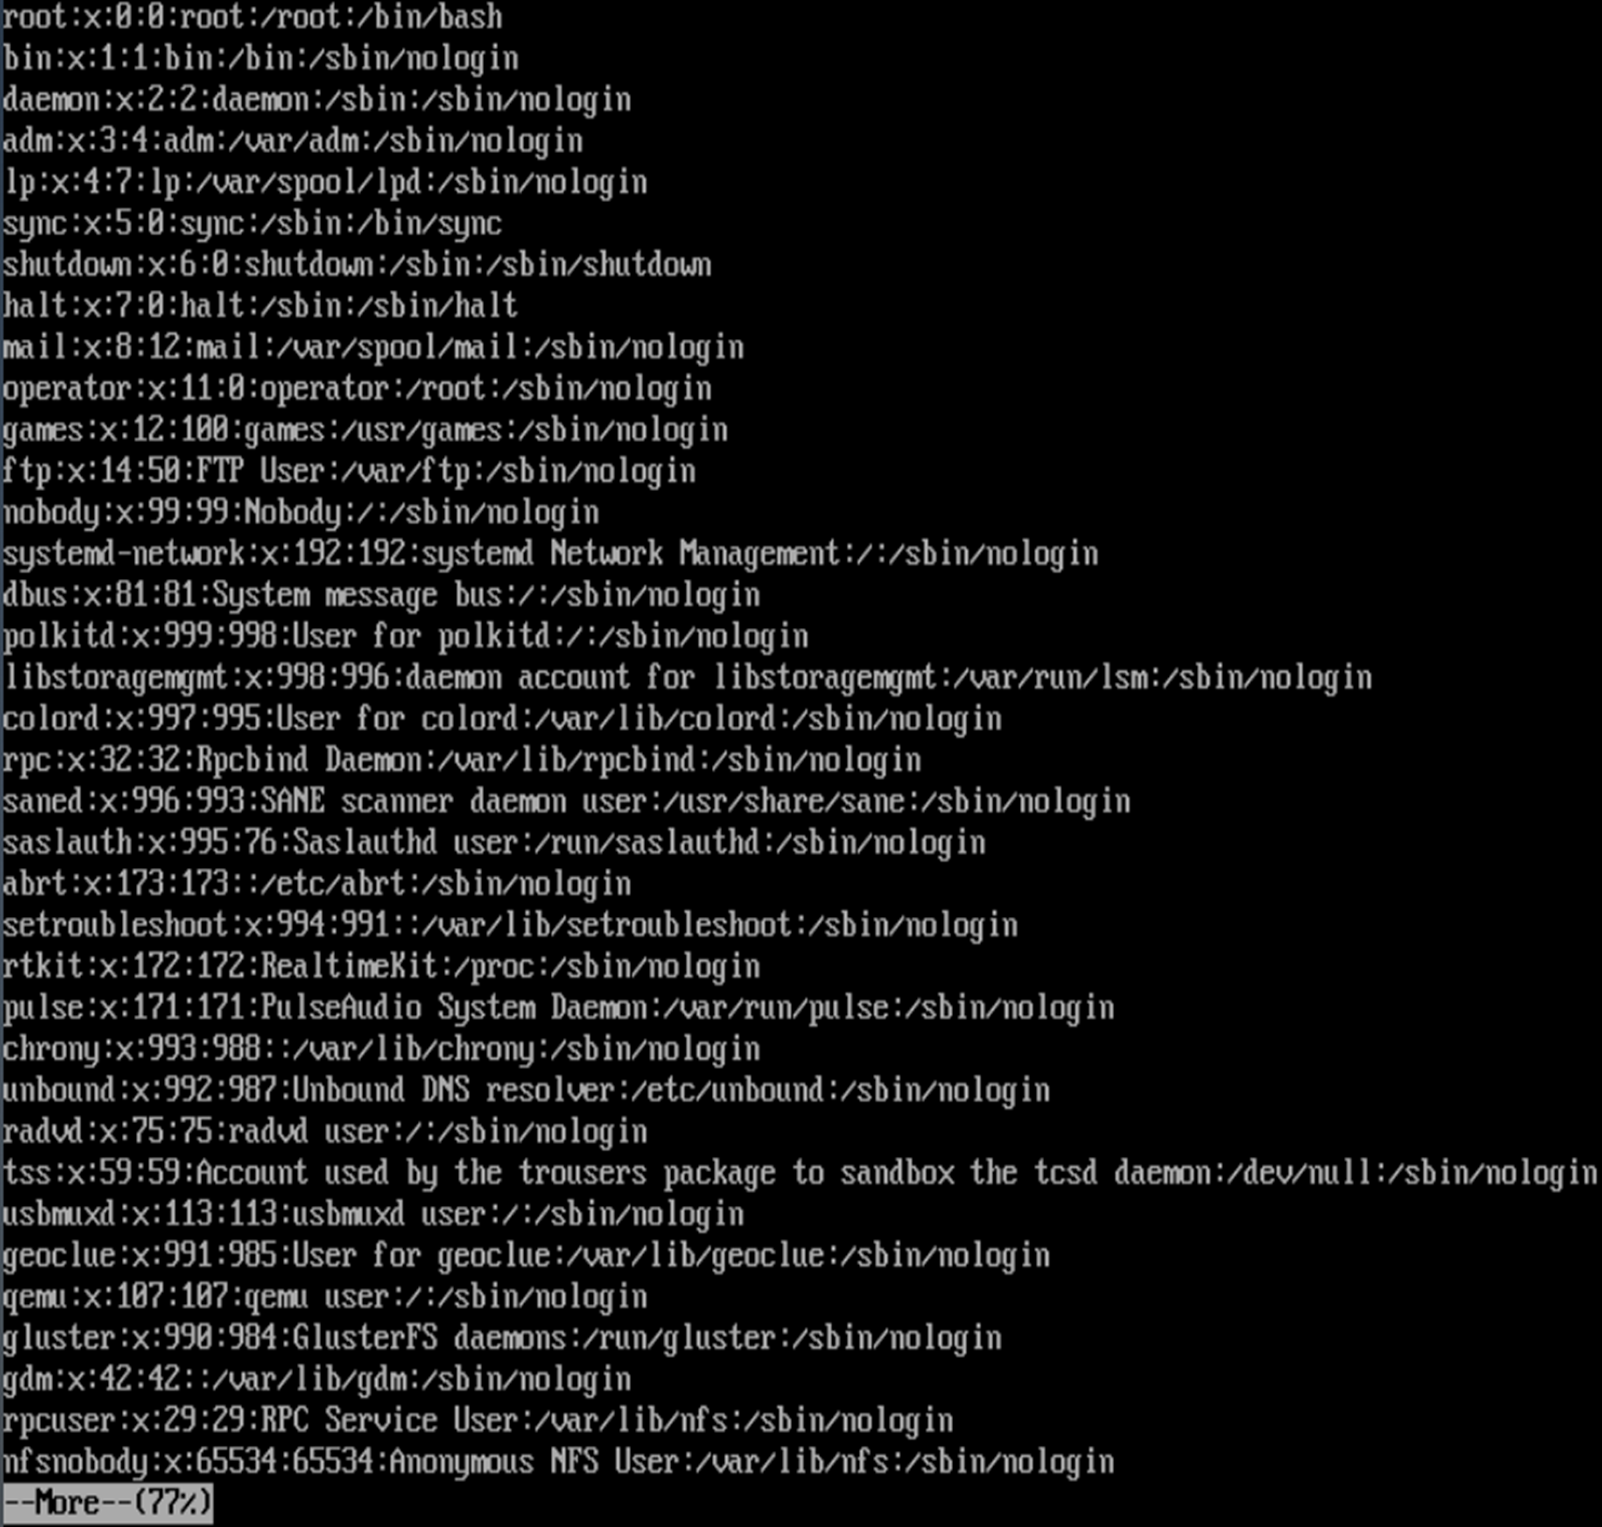 root:x:0:0:root:/root:/bin/bash
bin:x:1:1:bin:/bin:/sbin/nologin
daemon:x:2:2:daemon:/sbin:/sbin/nologin
adm:x:3:4:adm:/var/adm:/sbin/nologin
lp:x:4:7:lp:/var/spool/lpd:/sbin/nologin
sync:x:5:0:sync:/sbin:/bin/sync
shutdown:x:6:0:shutdown:/sbin:/sbin/shutdown
halt:x:7:0:halt:/sbin:/sbin/halt
mail:x:8:12:mail:/var/spool/mail:/sbin/nologin
operator:x:11:0:operator:/root:/sbin/nologin
games:x:12:100:games:/usr/games:/sbin/nologin
ftp:x:14:50:FTP User:/var/ftp:/sbin/nologin
nobody:x:99:99:Nobody:/:/sbin/nologin
systemd-network:x:192:192:systemd Network Management:/:/sbin/nologin
dbus:x:81:81:System message bus:/:/sbin/nologin
polkitd:x:999:998:User for polkitd:/:/sbin/nologin
libstoragemgmt:x:998:996:daemon account for libstoragemgmt:/var/run/lsm:/sbin/nologin
colord:x:997:995:User for colord:/var/lib/colord:/sbin/nologin
rpc:x:32:32:Rpcbind Daemon:/var/lib/rpcbind:/sbin/nologin
saned:x:996:993:SANE scanner daemon user:/usr/share/sane:/sbin/nologin
saslauth:x:995:76:Saslauthd user:/run/saslauthd:/sbin/nologin
abrt:x:173:173::/etc/abrt:/sbin/nologin
setroubleshoot:x:994:991::/var/lib/setroubleshoot:/sbin/nologin
rtkit:x:172:172:RealtimeKit:/proc:/sbin/nologin
pulse:x:171:171:PulseAudio System Daemon:/var/run/pulse:/sbin/nologin
chrony:x:993:988::/var/lib/chrony:/sbin/nologin
unbound:x:992:987:Unbound DNS resolver:/etc/unbound:/sbin/nologin
radvd:x:75:75:radvd user:/:/sbin/nologin
tss:x:59:59:Account used by the trousers package to sandbox the tcsd daemon:/dev/null:/sbin/nologin
usbmuxd:x:113:113:usbmuxd user:/:/sbin/nologin
geoclue:x:991:985:User for geoclue:/var/lib/geoclue:/sbin/nologin
qemu:x:107:107:qemu user:/:/sbin/nologin
gluster:x:990:984:GlusterFS daemons:/run/gluster:/sbin/nologin
gdm:x:42:42::/var/lib/gdm:/sbin/nologin
rpcuser:x:29:29:RPC Service User:/var/lib/nfs:/sbin/nologin
nfsnobody:x:65534:65534:Anonymous NFS User:/var/lib/nfs:/sbin/nologin
--More--(77%)